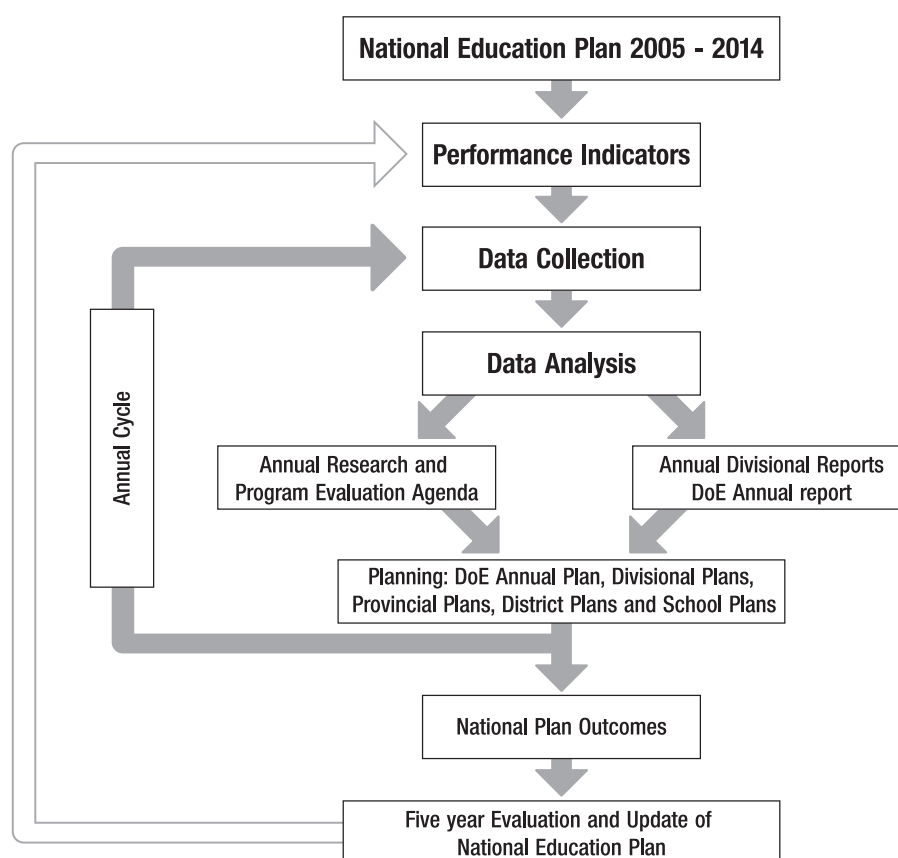 National Education Plan 2005 - 2014
Performance Indicators
Data Collection
Data Analysis
Annual Cycle
Annual Research and
Program Evaluation Agenda
Annual Divisional Reports
DoE Annual report
Planning: DoE Annual Plan, Divisional Plans,
Provincial Plans, District Plans and School Plans
National Plan Outcomes
Five year Evaluation and Update of
National Education Plan